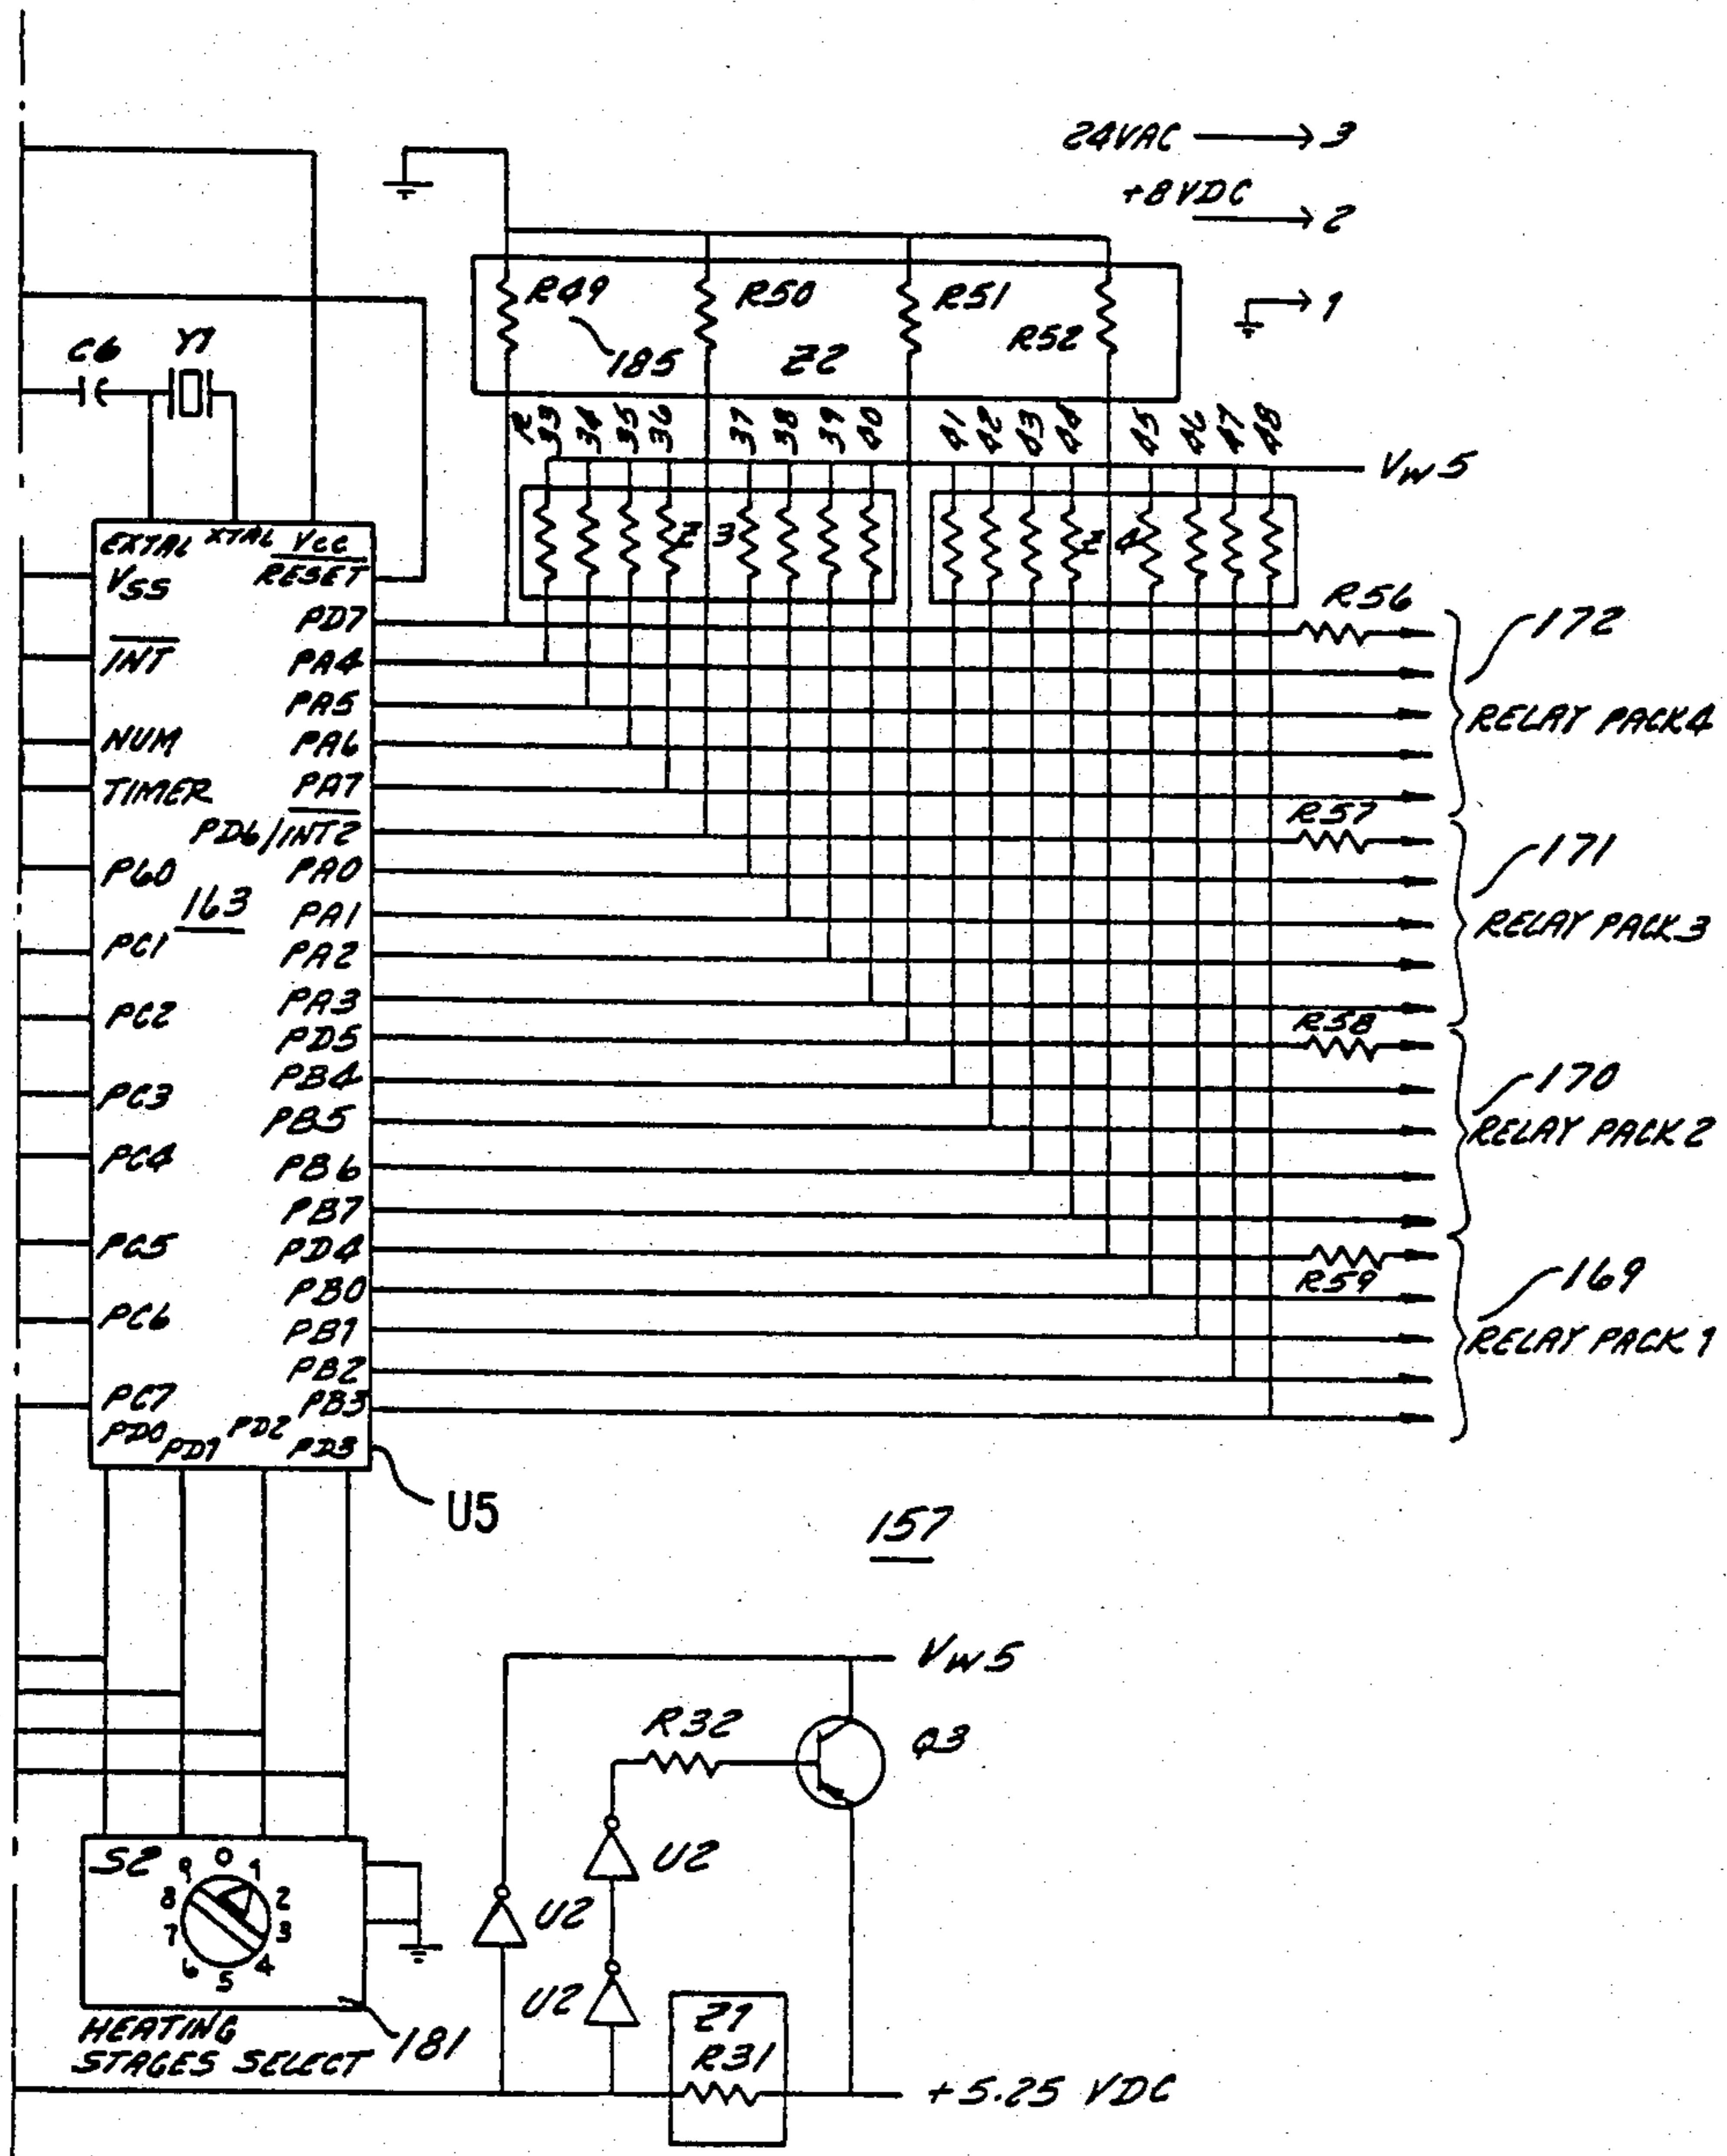 24VAC 3
+8VDC 2
1
R49 R50 R51 R52
185 Z2
C6 Y1
R33 34 35 36 37 38 39 40 41 42 43 44 45 46 47 48
VW5
Z3 Z4
EXTAL XTAL VCC
RESET
VSS
INT
NUM
TIMER
PG0
163
PC1
PC2
PC3
PC4
PC5
PC6
PC7
PD7
PA4
PA5
PA6
PA7
PD6/INT2
PA0
PA1
PA2
PA3
PD5
PB4
PB5
PB6
PB7
PD4
PB0
PB1
PB2
PB3
PD0 PD1 PD2 PD3
U5
R56
172
RELAY PACK 4
R57
171
RELAY PACK 3
R58
170
RELAY PACK 2
R59
169
RELAY PACK 1
157
VW5
R32
Q3
U2
U2
U2
Z1
R31
+5.25 VDC
S2
0 1 2 3 4 5 6 7 8 9
HEATING
STAGES SELECT
181